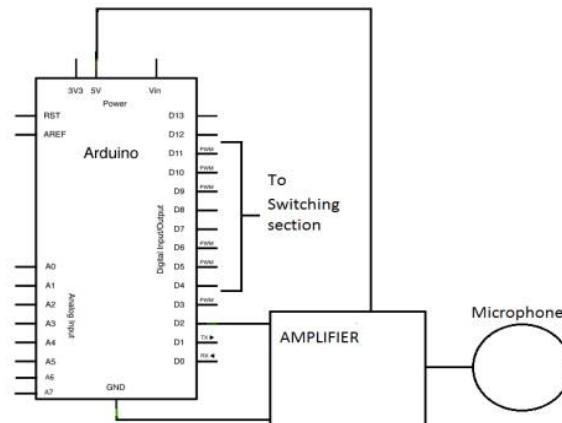 3V3 5V Vin
Power
RST D13
AREF D12
Arduino
D11 PWM
D10 PWM
D9 PWM
D8
D7
D6 PWM
A0 D5 PWM
A1 D4
A2 D3 PWM
A3 D2
A4 D1 TX ▶
A5 D0 RX ◀
A6
A7
GND
Analog Input
Digital Input/Output
To
Switching
section
AMPLIFIER
Microphone